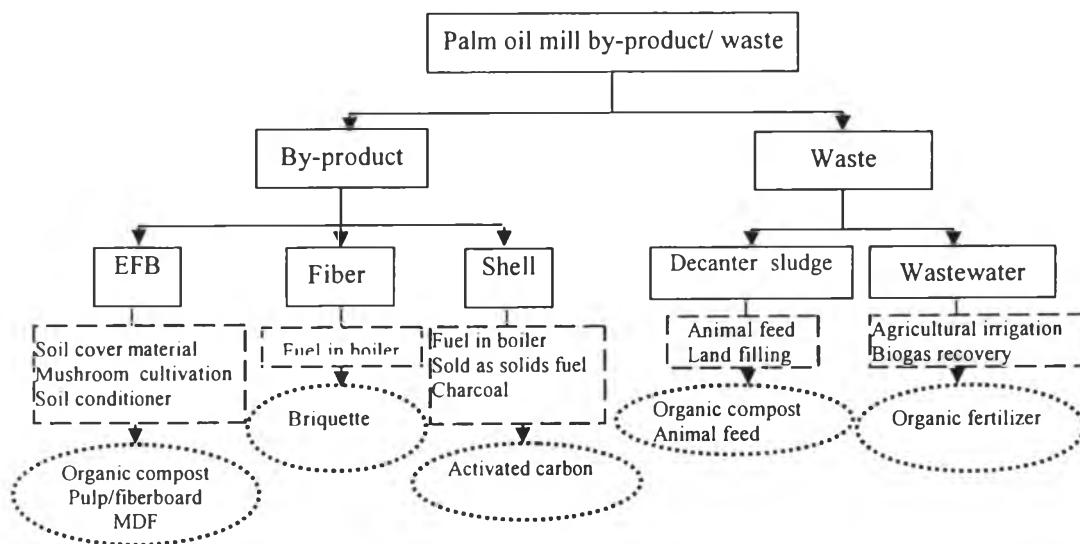 Palm oil mill by-product/ waste
By-product
Waste
EFB
Fiber
Shell
Decanter sludge
Wastewater
Soil cover material
Mushroom cultivation
Soil conditioner
Fuel in boiler
Fuel in boiler
Sold as solids fuel
Charcoal
Animal feed
Land filling
Agricultural irrigation
Biogas recovery
Organic compost
Pulp/fiberboard
MDF
Briquette
Activated carbon
Organic compost
Animal feed
Organic fertilizer